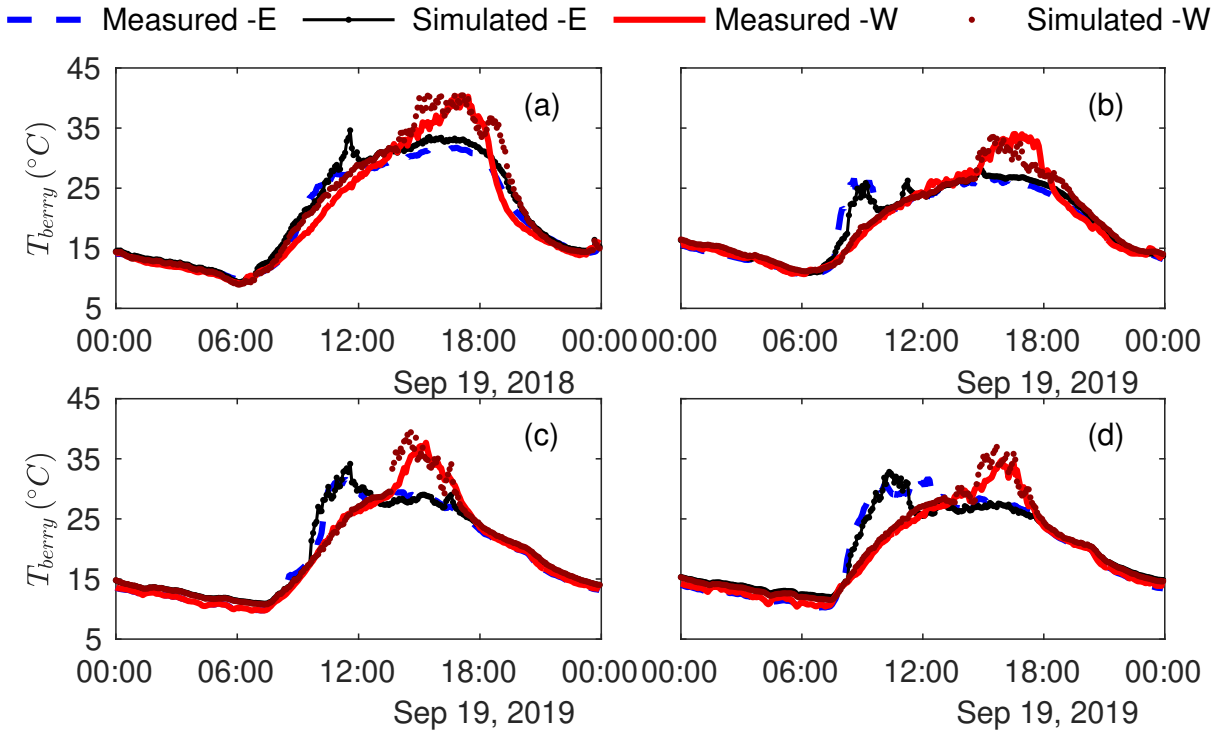 Measured -E Simulated -E Measured -W Simulated -W
45
35
25
15
5
T_berry (°C)
(a)
00:00 06:00 12:00 18:00 00:00
Sep 19, 2018
(b)
00:00 06:00 12:00 18:00 00:00
Sep 19, 2019
45
35
25
15
5
T_berry (°C)
(c)
00:00 06:00 12:00 18:00 00:00
Sep 19, 2019
(d)
00:00 06:00 12:00 18:00 00:00
Sep 19, 2019